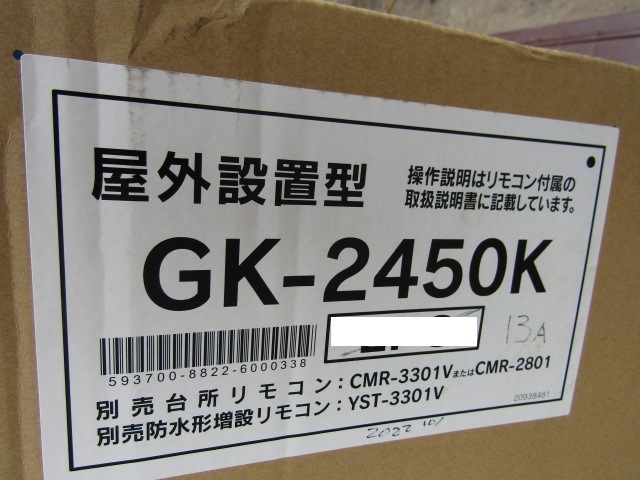 屋外設置型
操作説明はリモコン付属の
取扱説明書に記載しています。
GK-2450K
13A
593700-8822-6000338
別売台所リモコン：CMR-3301VまたはCMR-2801
別売防水形増設リモコン：YST-3301V
20938481
2022 10/